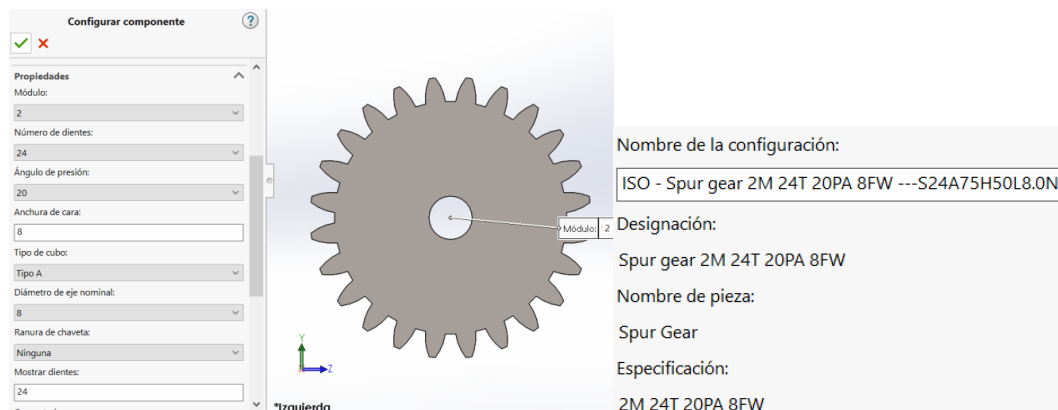 Configurar componente
?
Propiedades
Módulo:
2
Número de dientes:
24
Ángulo de presión:
20
Anchura de cara:
8
Tipo de cubo:
Tipo A
Diámetro de eje nominal:
8
Ranura de chaveta:
Ninguna
Mostrar dientes:
24
Módulo: 2
Y
Z
*Izquierda
Nombre de la configuración:
ISO - Spur gear 2M 24T 20PA 8FW ---S24A75H50L8.0N
Designación:
Spur gear 2M 24T 20PA 8FW
Nombre de pieza:
Spur Gear
Especificación:
2M 24T 20PA 8FW